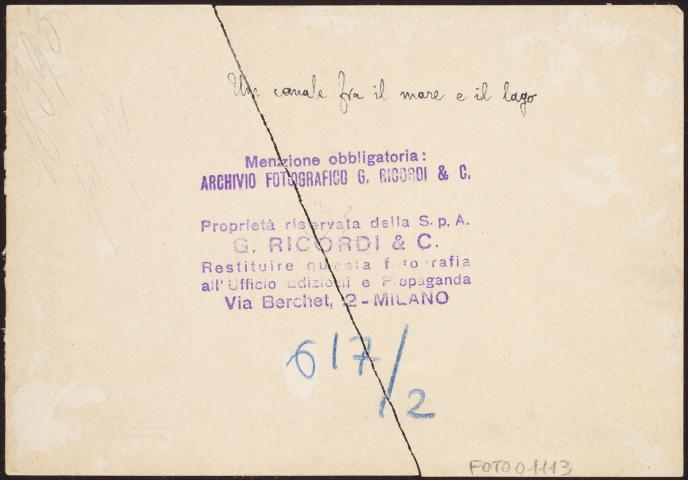 Un canale fra il mare e il lago
Menzione obbligatoria:
ARCHIVIO FOTOGRAFICO G. RICORDI & C.
Proprietà riservata della S. p. A.
G. RICORDI & C.
Restituire questa fotografia
all'Ufficio Edizioni e Propaganda
Via Berchet, 2 - MILANO
617/2
FOTO01113